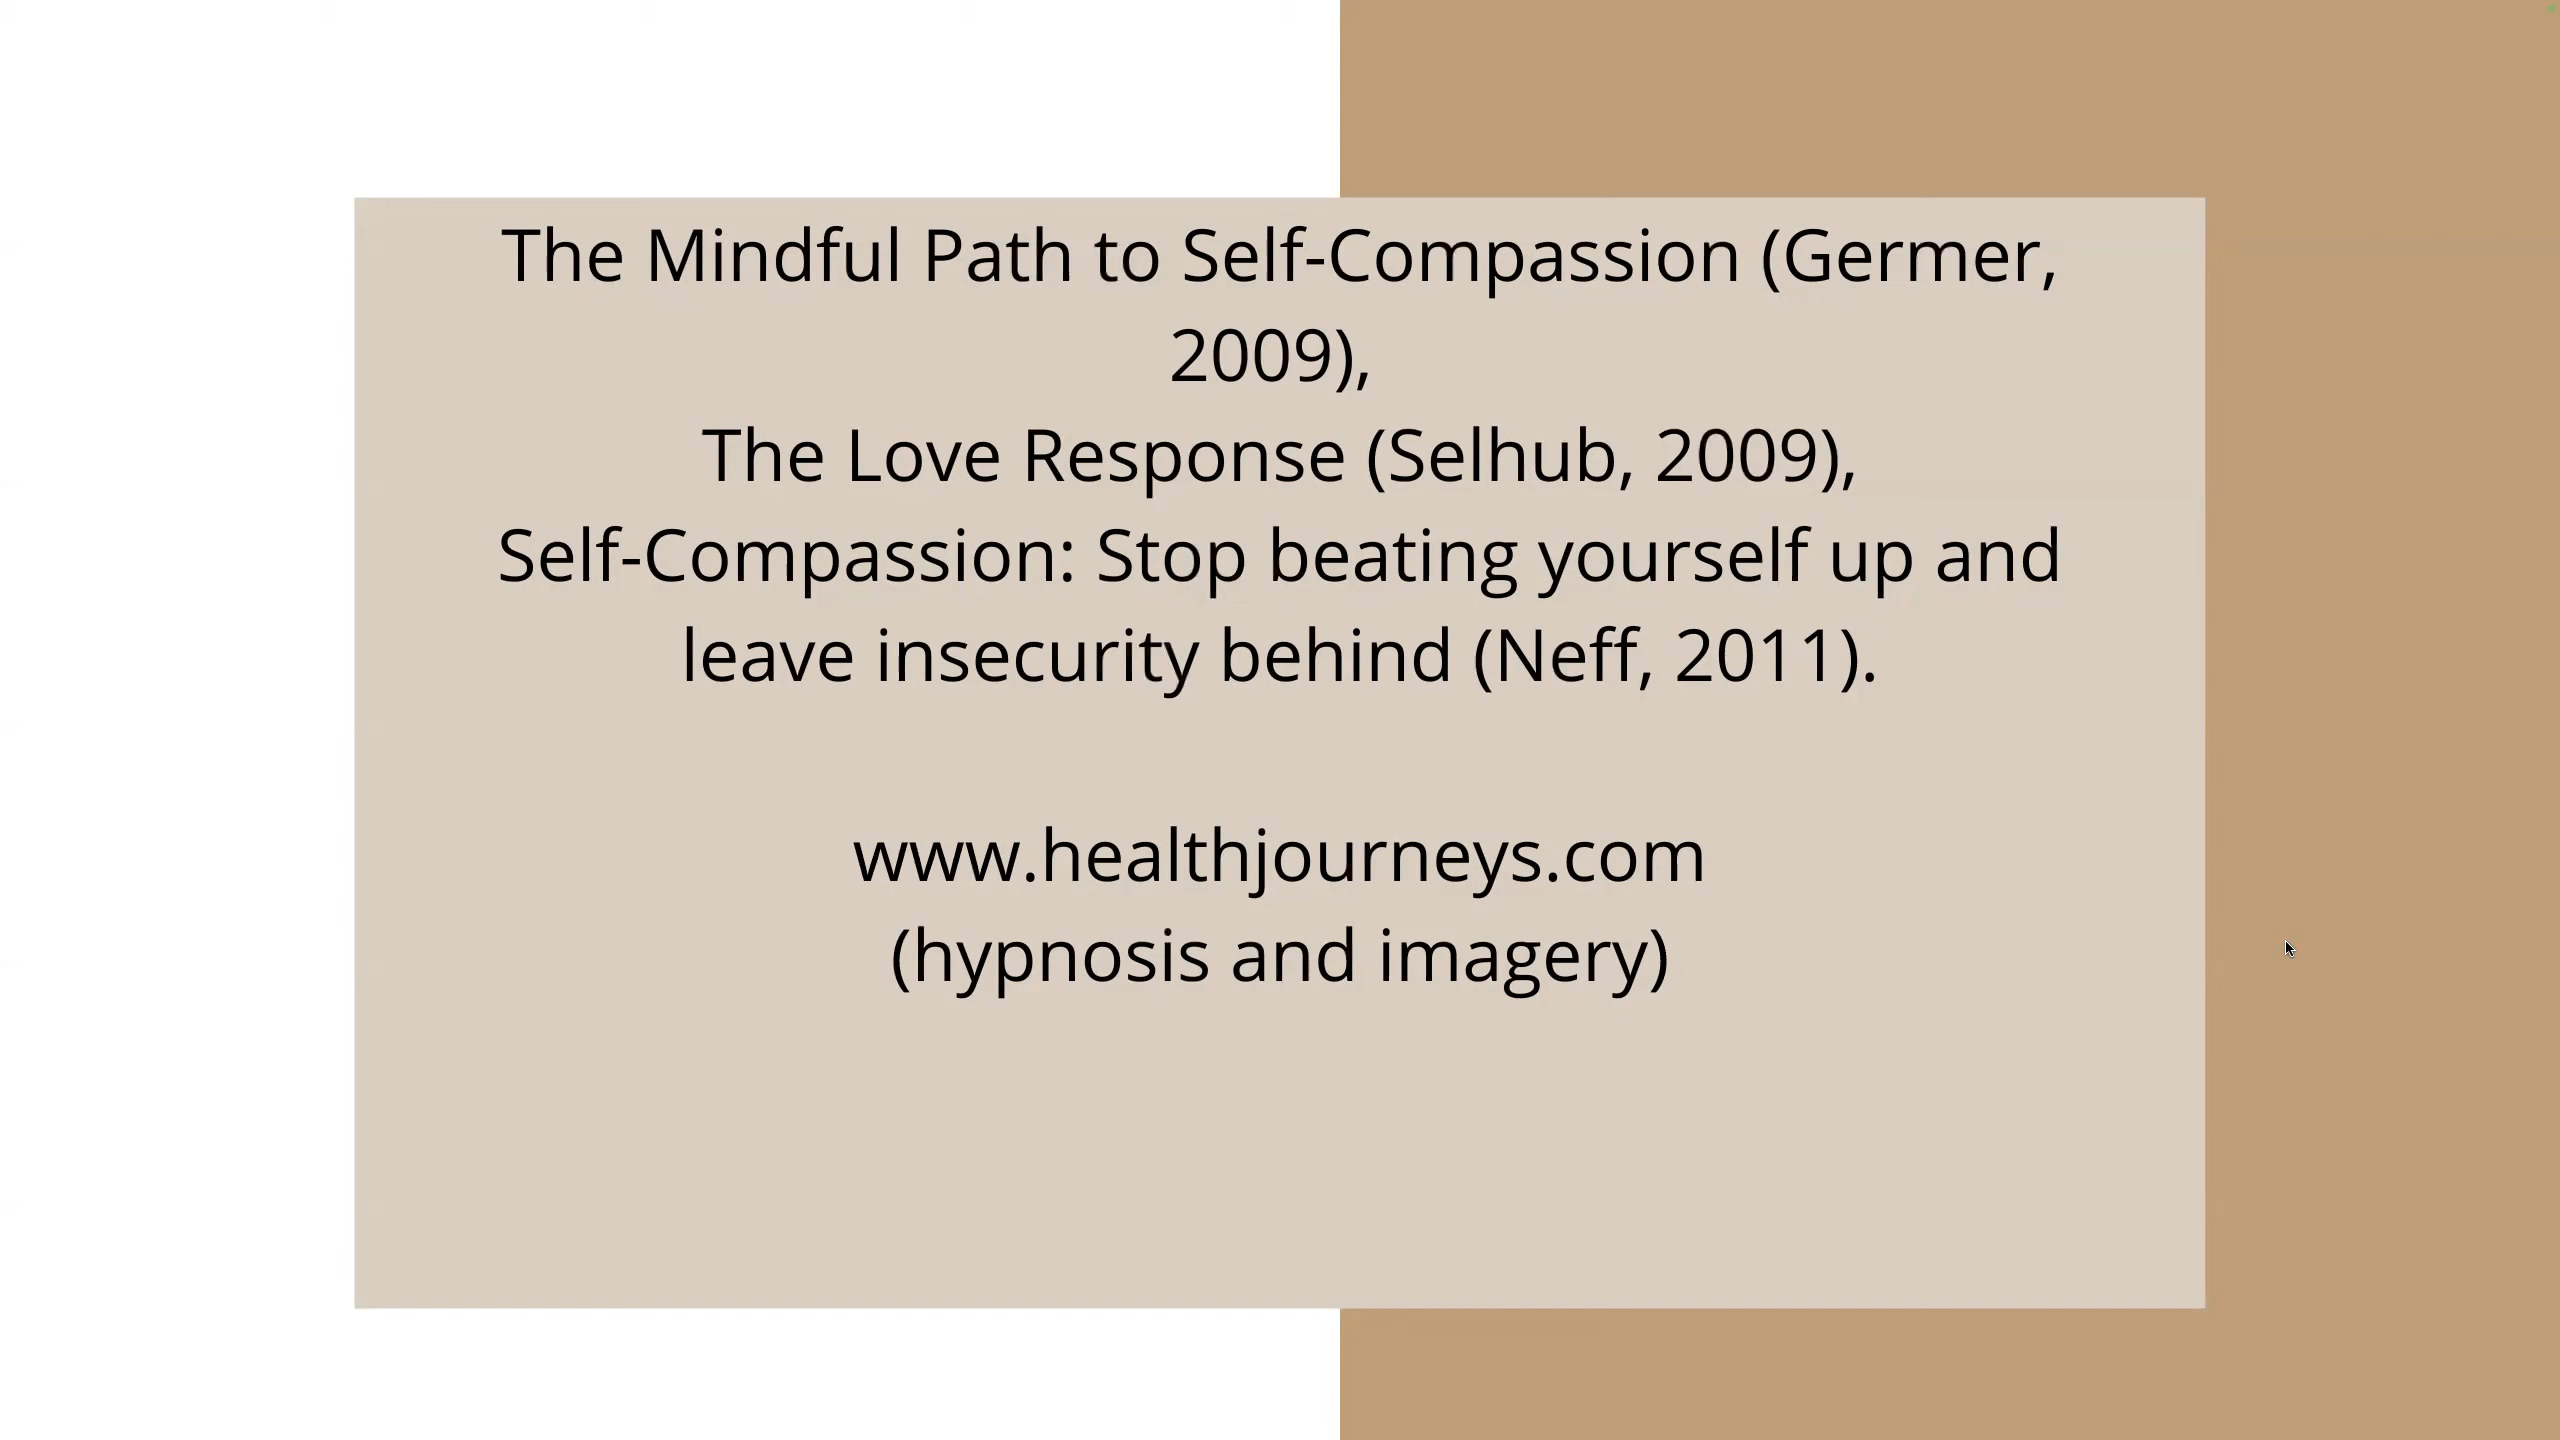 The Mindful Path to Self-Compassion (Germer,
2009),
The Love Response (Selhub, 2009),
Self-Compassion: Stop beating yourself up and
leave insecurity behind (Neff, 2011).
www.healthjourneys.com
(hypnosis and imagery)